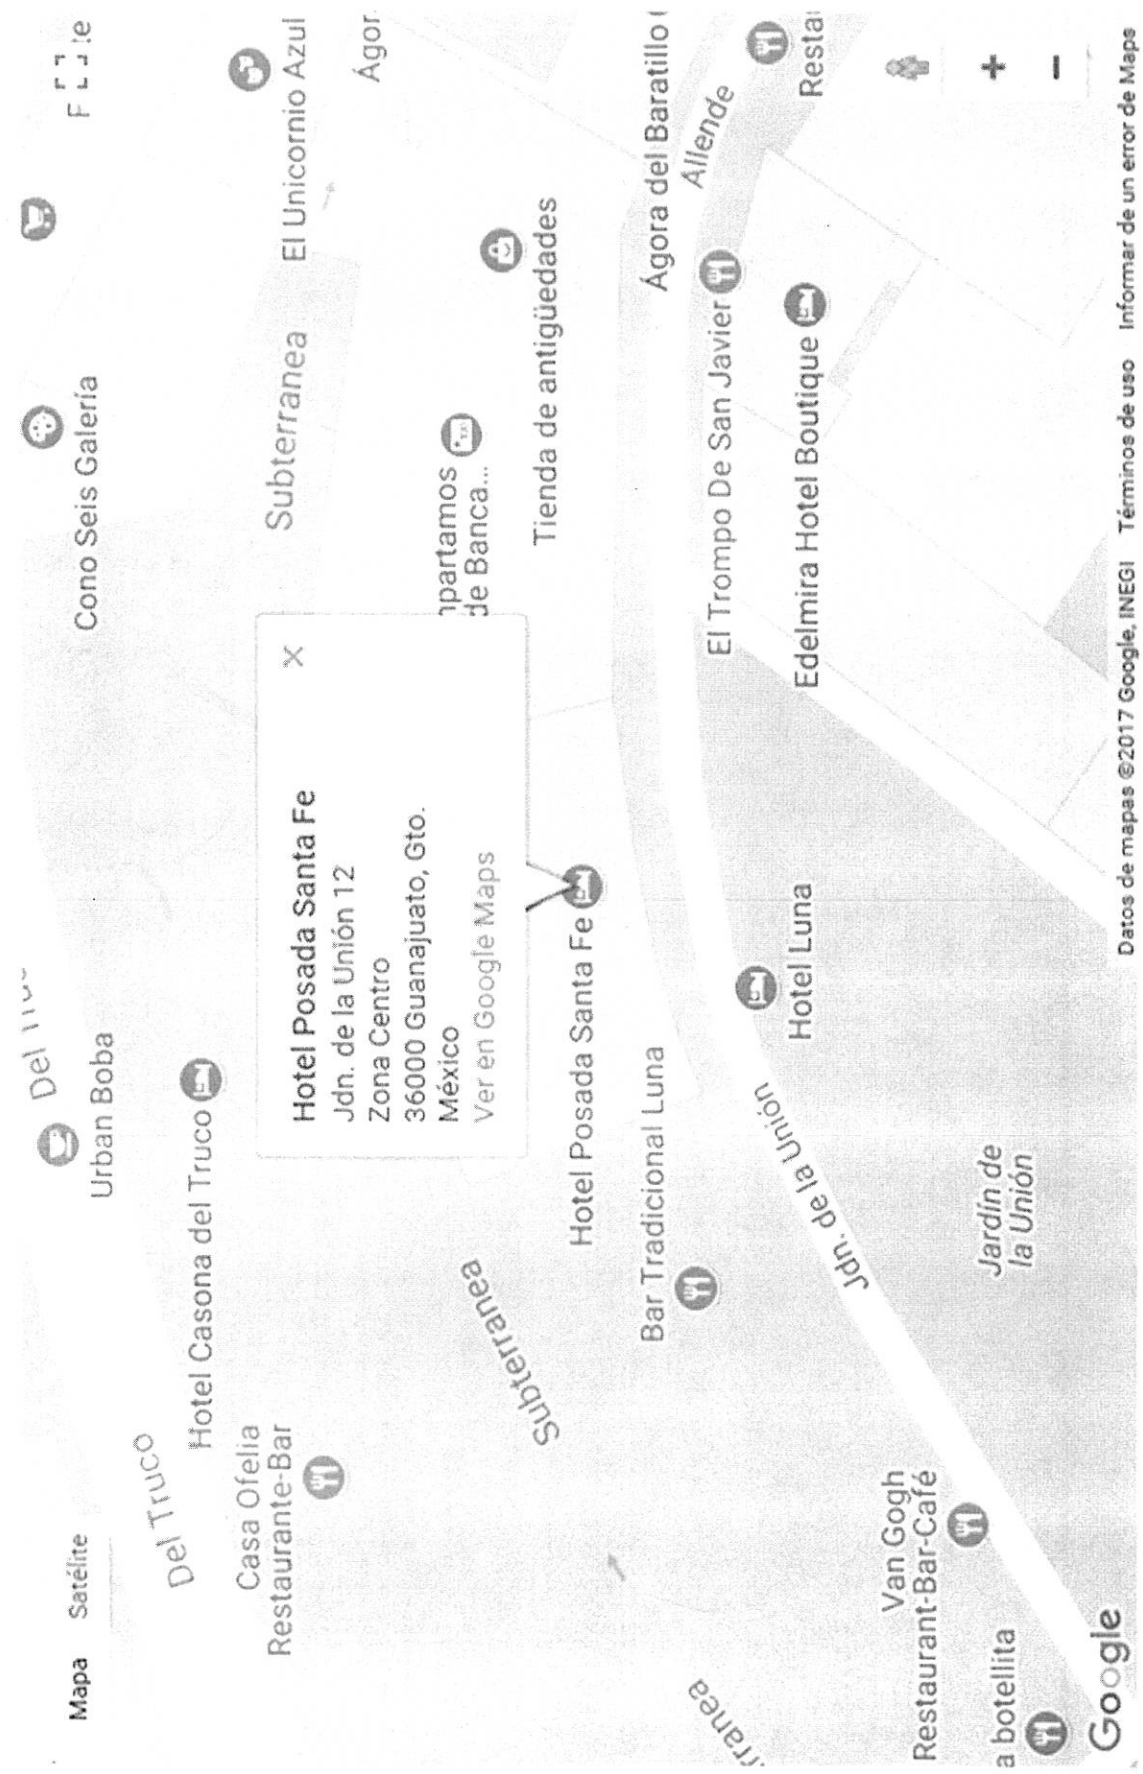 Mapa Satélite
Urban Boba
Cono Seis Galería
Del Truco
Hotel Casona del Truco
Casa Ofelia
Restaurante-Bar
Subterranea
El Unicornio Azul
Ágor
Hotel Posada Santa Fe
Jdn. de la Unión 12
Zona Centro
36000 Guanajuato, Gto.
México
Ver en Google Maps
npartamos
de Banca...
Tienda de antigüedades
Subterranea
Hotel Posada Santa Fe
Bar Tradicional Luna
Ágora del Baratillo
Allende
El Trompo De San Javier
Resta
Hotel Luna
Edelmira Hotel Boutique
Jdn. de la Unión
rranea
Van Gogh
Restaurant-Bar-Café
Jardín de
la Unión
a botellita
Google
Datos de mapas ©2017 Google, INEGI Términos de uso Informar de un error de Maps